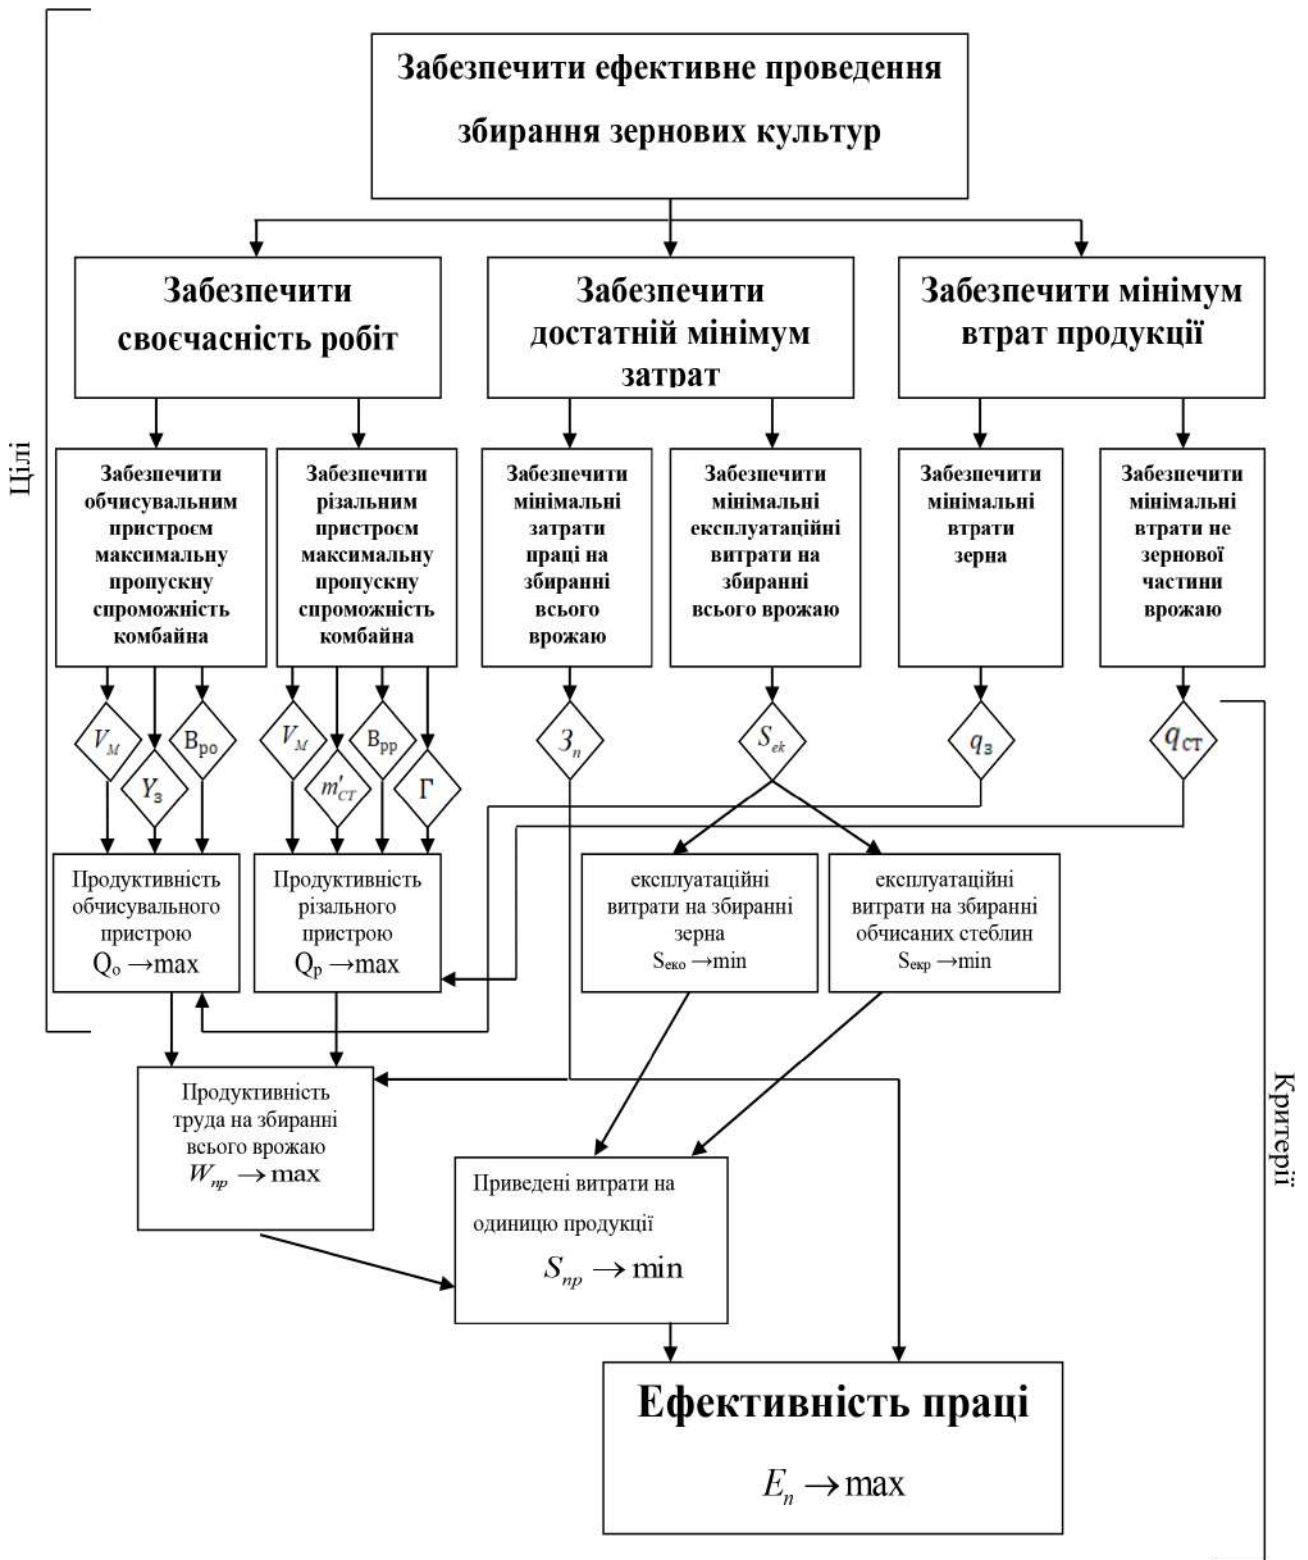 Забезпечити ефективне проведення
збирання зернових культур
Забезпечити
своєчасність робіт
Забезпечити
достатній мінімум
затрат
Забезпечити мінімум
втрат продукції
Цілі
Забезпечити
обчисувальним
пристроєм
максимальну
пропускну
спроможність
комбайна
Забезпечити
різальним
пристроєм
максимальну
пропускну
спроможність
комбайна
Забезпечити
мінімальні
затрати
праці на
збиранні
всього
врожаю
Забезпечити
мінімальні
експлуатаційні
витрати на
збиранні
всього врожаю
Забезпечити
мінімальні
втрати
зерна
Забезпечити
мінімальні
втрати не
зернової
частини
врожаю
V_M
Y_з
B_ро
V_M
m'_CT
B_рр
Г
З_n
S_ek
q_з
q_СТ
Продуктивність
обчисувального
пристрою
Q_о →max
Продуктивність
різального
пристрою
Q_р →max
експлуатаційні
витрати на збиранні
зерна
S_еко →min
експлуатаційні
витрати на збиранні
обчисаних стеблин
S_екр →min
Продуктивність
труда на збиранні
всього врожаю
W_np → max
Приведені витрати на
одиницю продукції
S_np → min
Критерії
Ефективність праці
E_n → max